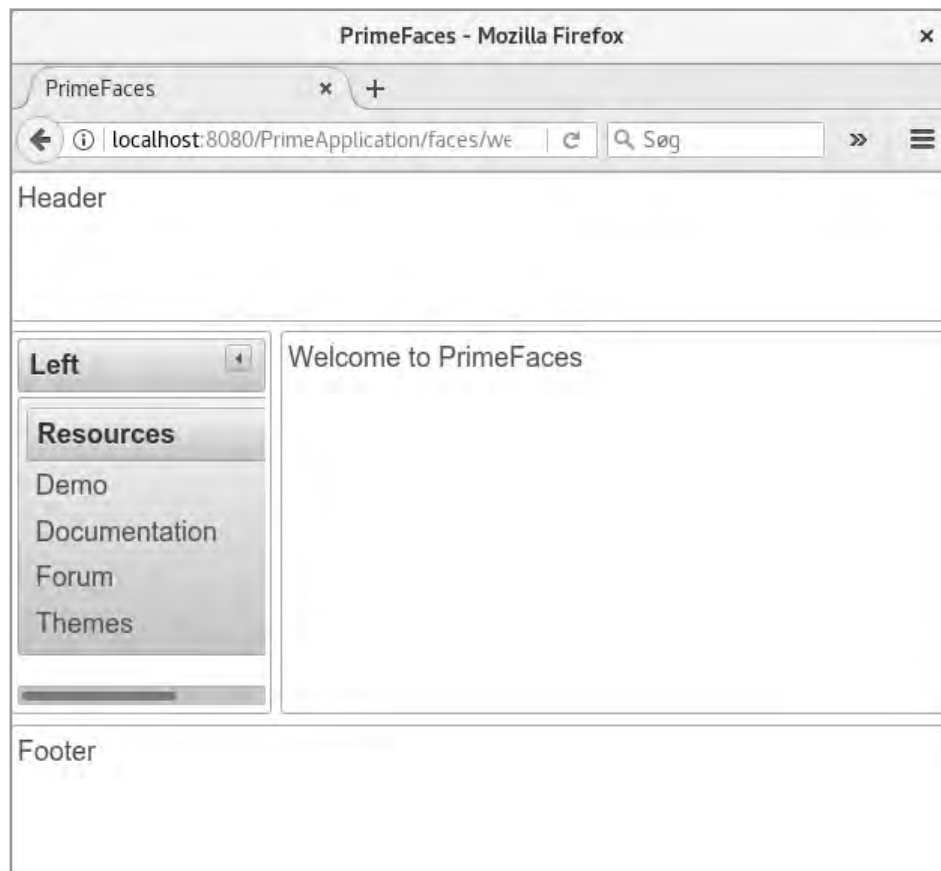 PrimeFaces - Mozilla Firefox
PrimeFaces
localhost:8080/PrimeApplication/faces/we
Søg
Header
Left
Welcome to PrimeFaces
Resources
Demo
Documentation
Forum
Themes
Footer